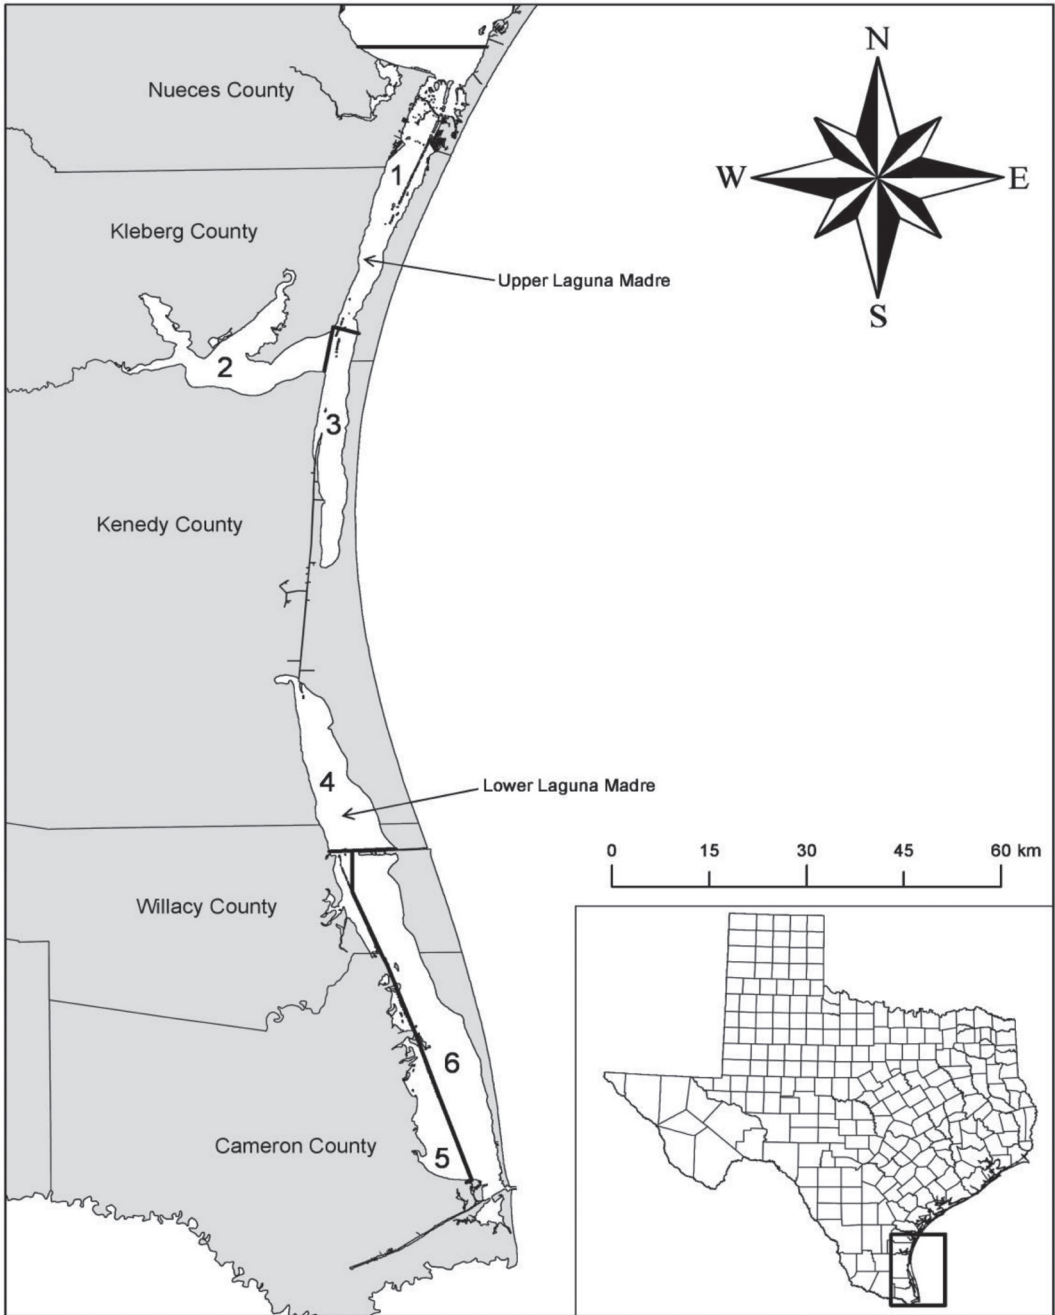 N
Nueces County
1
W
E
Kleberg County
Upper Laguna Madre
S
2
3
Kenedy County
4
Lower Laguna Madre
0 15 30 45 60 km
Willacy County
6
Cameron County
5